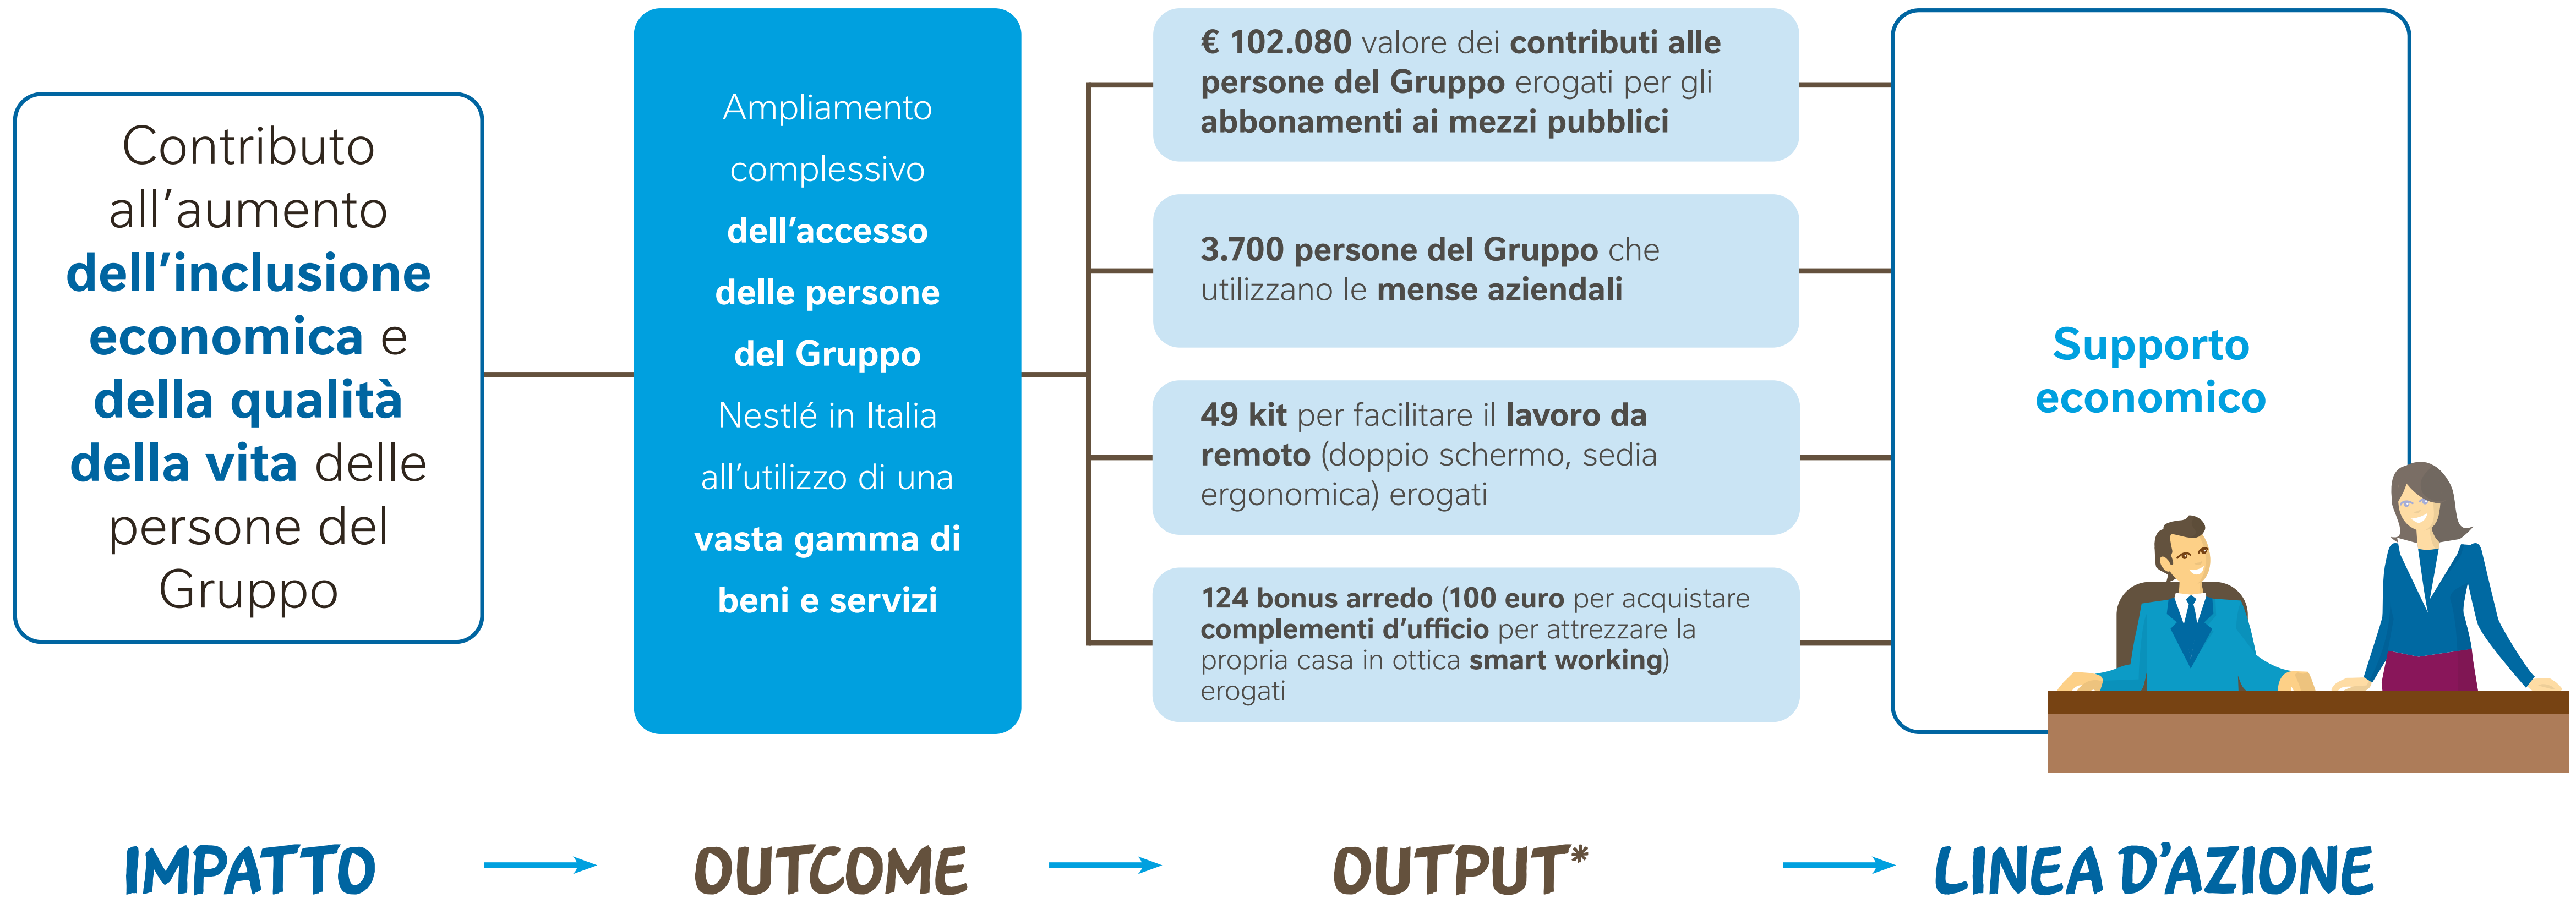 Contributo
all’aumento
dell’inclusione
economica e
della qualità
della vita delle
persone del
Gruppo
Ampliamento
complessivo
dell’accesso
delle persone
del Gruppo
Nestlé in Italia
all’utilizzo di una
vasta gamma di
beni e servizi
€ 102.080 valore dei contributi alle
persone del Gruppo erogati per gli
abbonamenti ai mezzi pubblici
3.700 persone del Gruppo che
utilizzano le mense aziendali
49 kit per facilitare il lavoro da
remoto (doppio schermo, sedia
ergonomica) erogati
124 bonus arredo (100 euro per acquistare
complementi d’ufficio per attrezzare la
propria casa in ottica smart working)
erogati
Supporto
economico
IMPATTO
OUTCOME
OUTPUT*
LINEA D’AZIONE